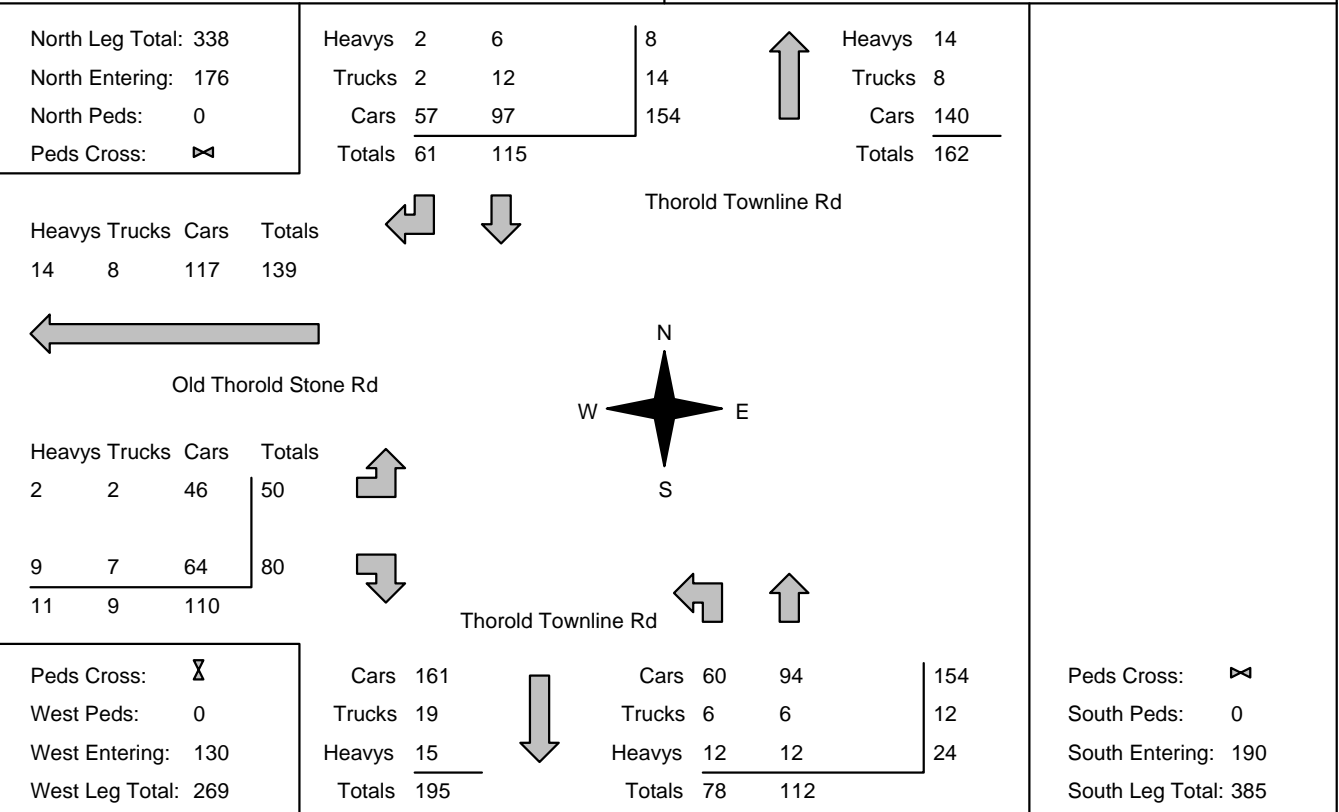 North Leg Total: 338
North Entering: 176
North Peds: 0
Peds Cross:
Heavys 2 6 8
Trucks 2 12 14
Cars 57 97 154
Totals 61 115
Heavys 14
Trucks 8
Cars 140
Totals 162
Thorold Townline Rd
Heavys Trucks Cars Totals
14 8 117 139
Old Thorold Stone Rd
N
W E
S
Heavys Trucks Cars Totals
2 2 46 50
9 7 64 80
11 9 110
Thorold Townline Rd
Peds Cross:
West Peds: 0
West Entering: 130
West Leg Total: 269
Cars 161
Trucks 19
Heavys 15
Totals 195
Cars 60 94 154
Trucks 6 6 12
Heavys 12 12 24
Totals 78 112
Peds Cross:
South Peds: 0
South Entering: 190
South Leg Total: 385